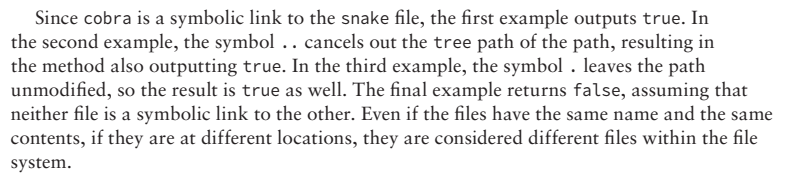 Since cobra is a symbolic link to the snake file, the first example outputs true. In
the second example, the symbol .. cancels out the tree path of the path, resulting in
the method also outputting true. In the third example, the symbol . leaves the path
unmodified, so the result is true as well. The final example returns false, assuming that
neither file is a symbolic link to the other. Even if the files have the same name and the same
contents, if they are at different locations, they are considered different files within the file
system.